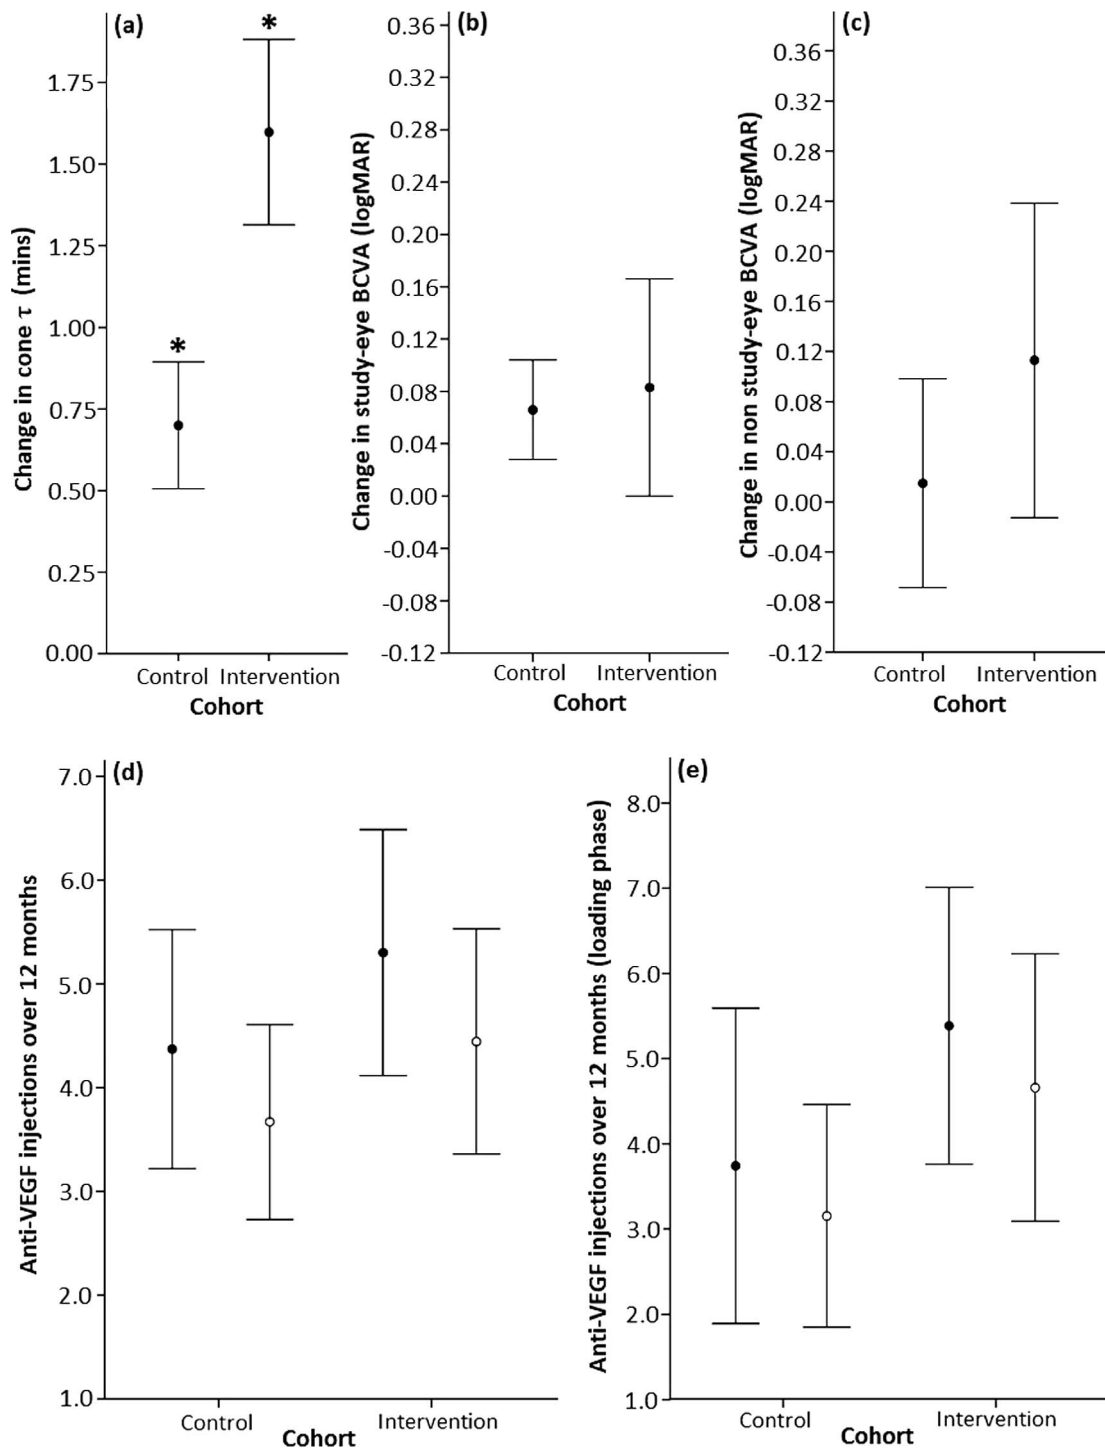 (a)
*
*
Change in cone τ (mins)
1.75
1.50
1.25
1.00
0.75
0.50
0.25
0.00
Control Intervention
Cohort
(b)
Change in study-eye BCVA (logMAR)
0.36
0.32
0.28
0.24
0.20
0.16
0.12
0.08
0.04
0.00
-0.04
-0.08
-0.12
Control Intervention
Cohort
(c)
Change in non study-eye BCVA (logMAR)
0.36
0.32
0.28
0.24
0.20
0.16
0.12
0.08
0.04
0.00
-0.04
-0.08
-0.12
Control Intervention
Cohort
(d)
Anti-VEGF injections over 12 months
7.0
6.0
5.0
4.0
3.0
2.0
1.0
Control Intervention
Cohort
(e)
Anti-VEGF injections over 12 months (loading phase)
8.0
7.0
6.0
5.0
4.0
3.0
2.0
1.0
Control Intervention
Cohort